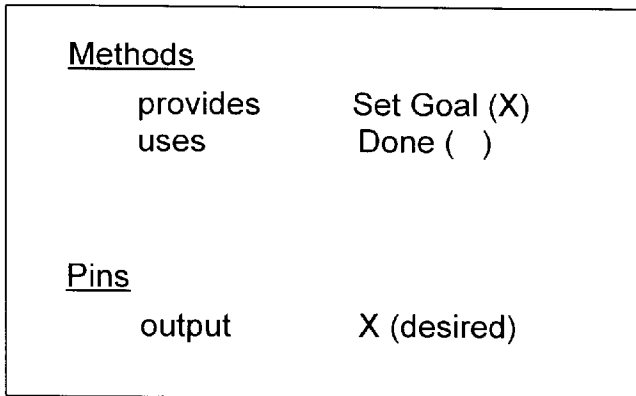 Methods
provides Set Goal (X)
uses Done ( )
Pins
output X (desired)